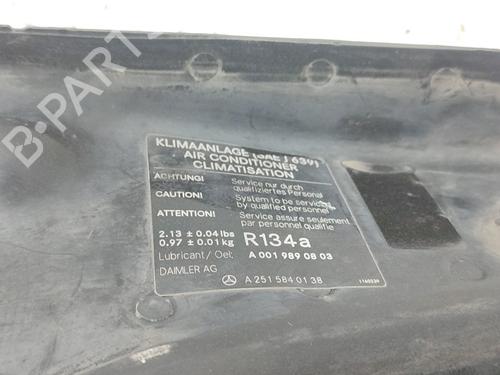 B-PARTS
KLIMAANLAGE (SAE J 639)
AIR CONDITIONER
CLIMATISATION
ACHTUNG! Service nur durch
qualifiziertes Personal
CAUTION! System to be serviced
by qualified personnel
ATTENTION! Service assure seulement
par personnel qualifie
2.13 ± 0.04 lbs
0.97 ± 0.01 kg R134a
Lubricant / Oel: A 001 989 08 03
DAIMLER AG A 251 584 01 38